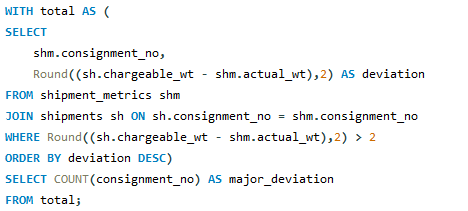 WITH total AS (
SELECT
    shm.consignment_no,
    Round((sh.chargeable_wt - shm.actual_wt),2) AS deviation
FROM shipment_metrics shm
JOIN shipments sh ON sh.consignment_no = shm.consignment_no
WHERE Round((sh.chargeable_wt - shm.actual_wt),2) > 2
ORDER BY deviation DESC)
SELECT COUNT(consignment_no) AS major_deviation
FROM total;